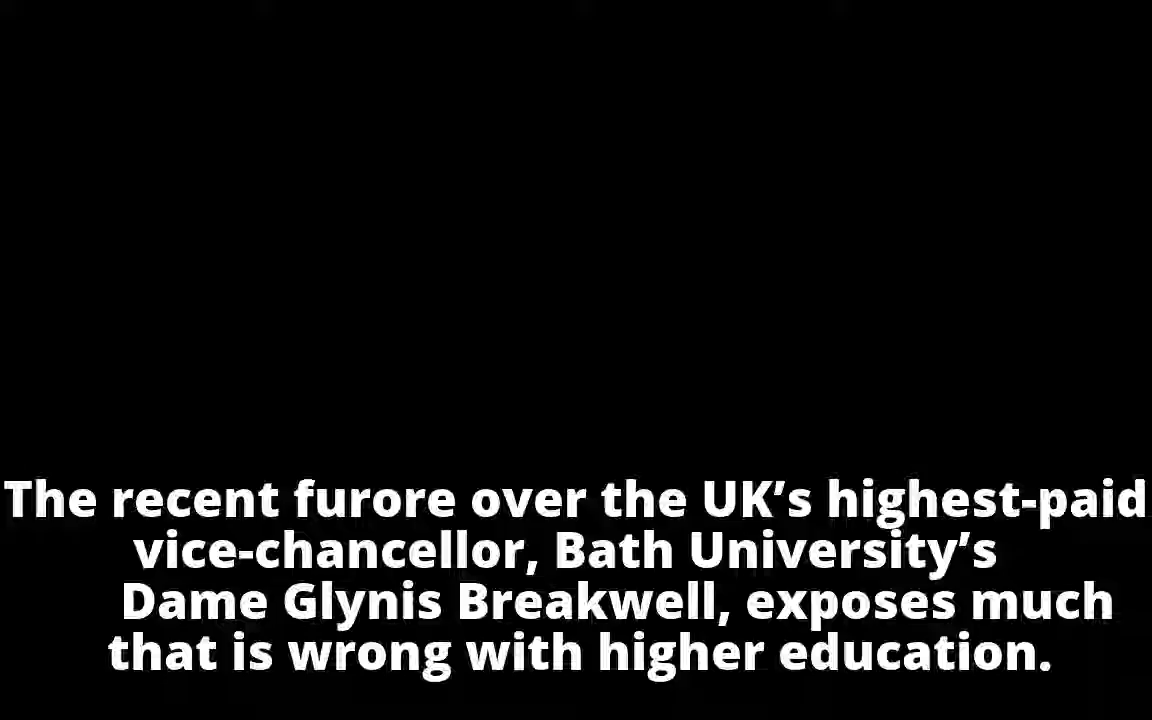 The recent furore over the UK’s highest-paid
vice-chancellor, Bath University’s
Dame Glynis Breakwell, exposes much
that is wrong with higher education.